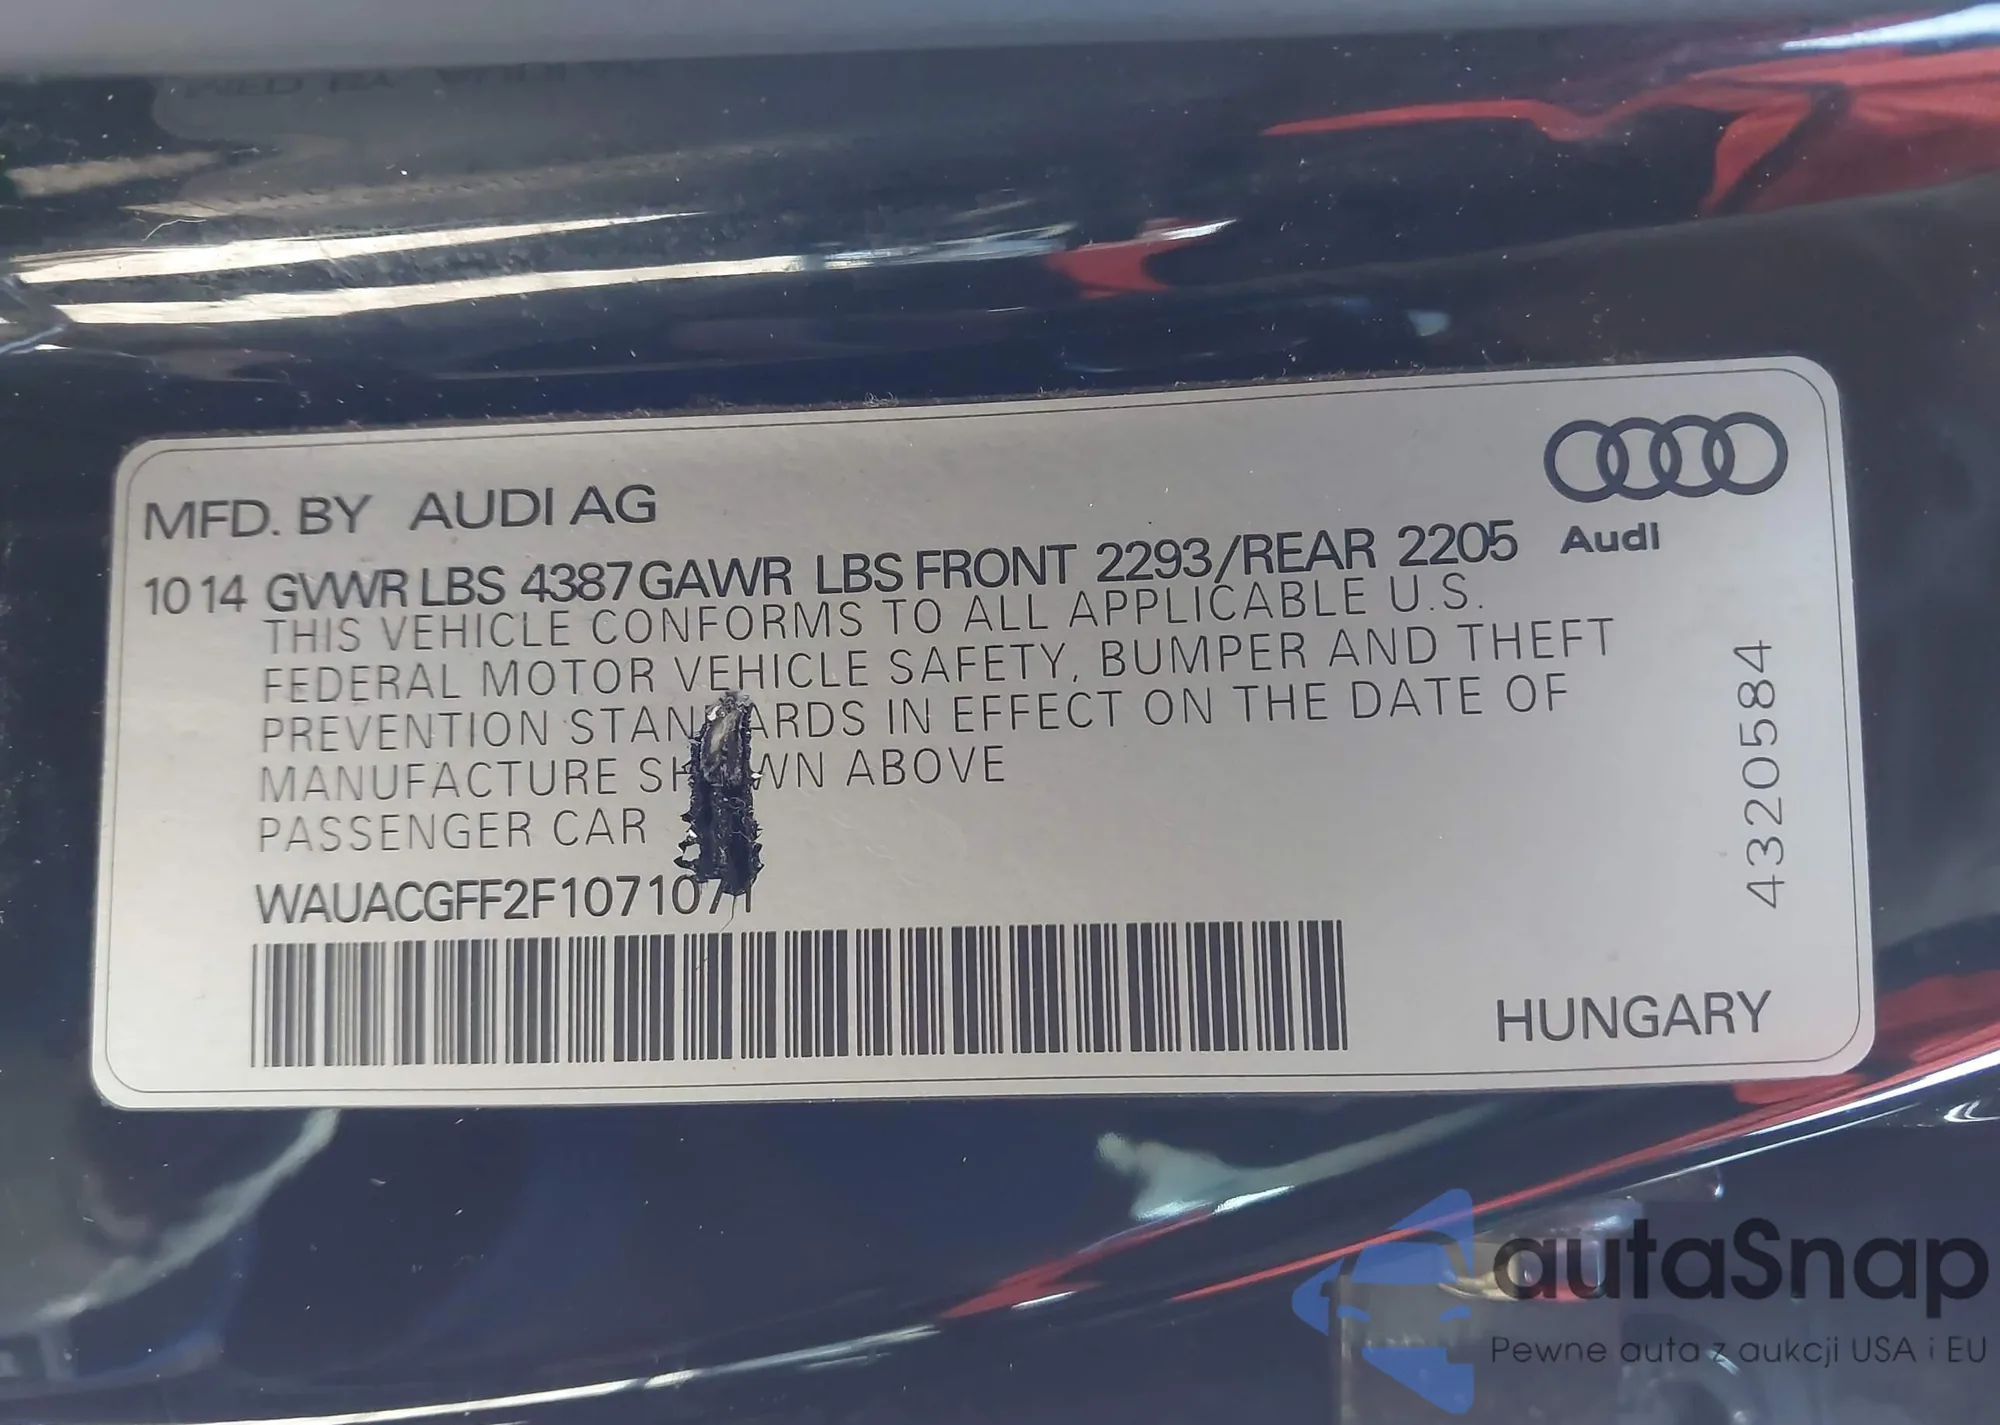 MFD. BY AUDI AG
10 14 GVWR LBS 4387 GAWR LBS FRONT 2293/REAR 2205
Audi
THIS VEHICLE CONFORMS TO ALL APPLICABLE U.S.
FEDERAL MOTOR VEHICLE SAFETY, BUMPER AND THEFT
PREVENTION STANDARDS IN EFFECT ON THE DATE OF
MANUFACTURE SHOWN ABOVE
PASSENGER CAR
WAUACGFF2F1071071
4320584
HUNGARY
autaSnap
Pewne auta z aukcji USA i EU